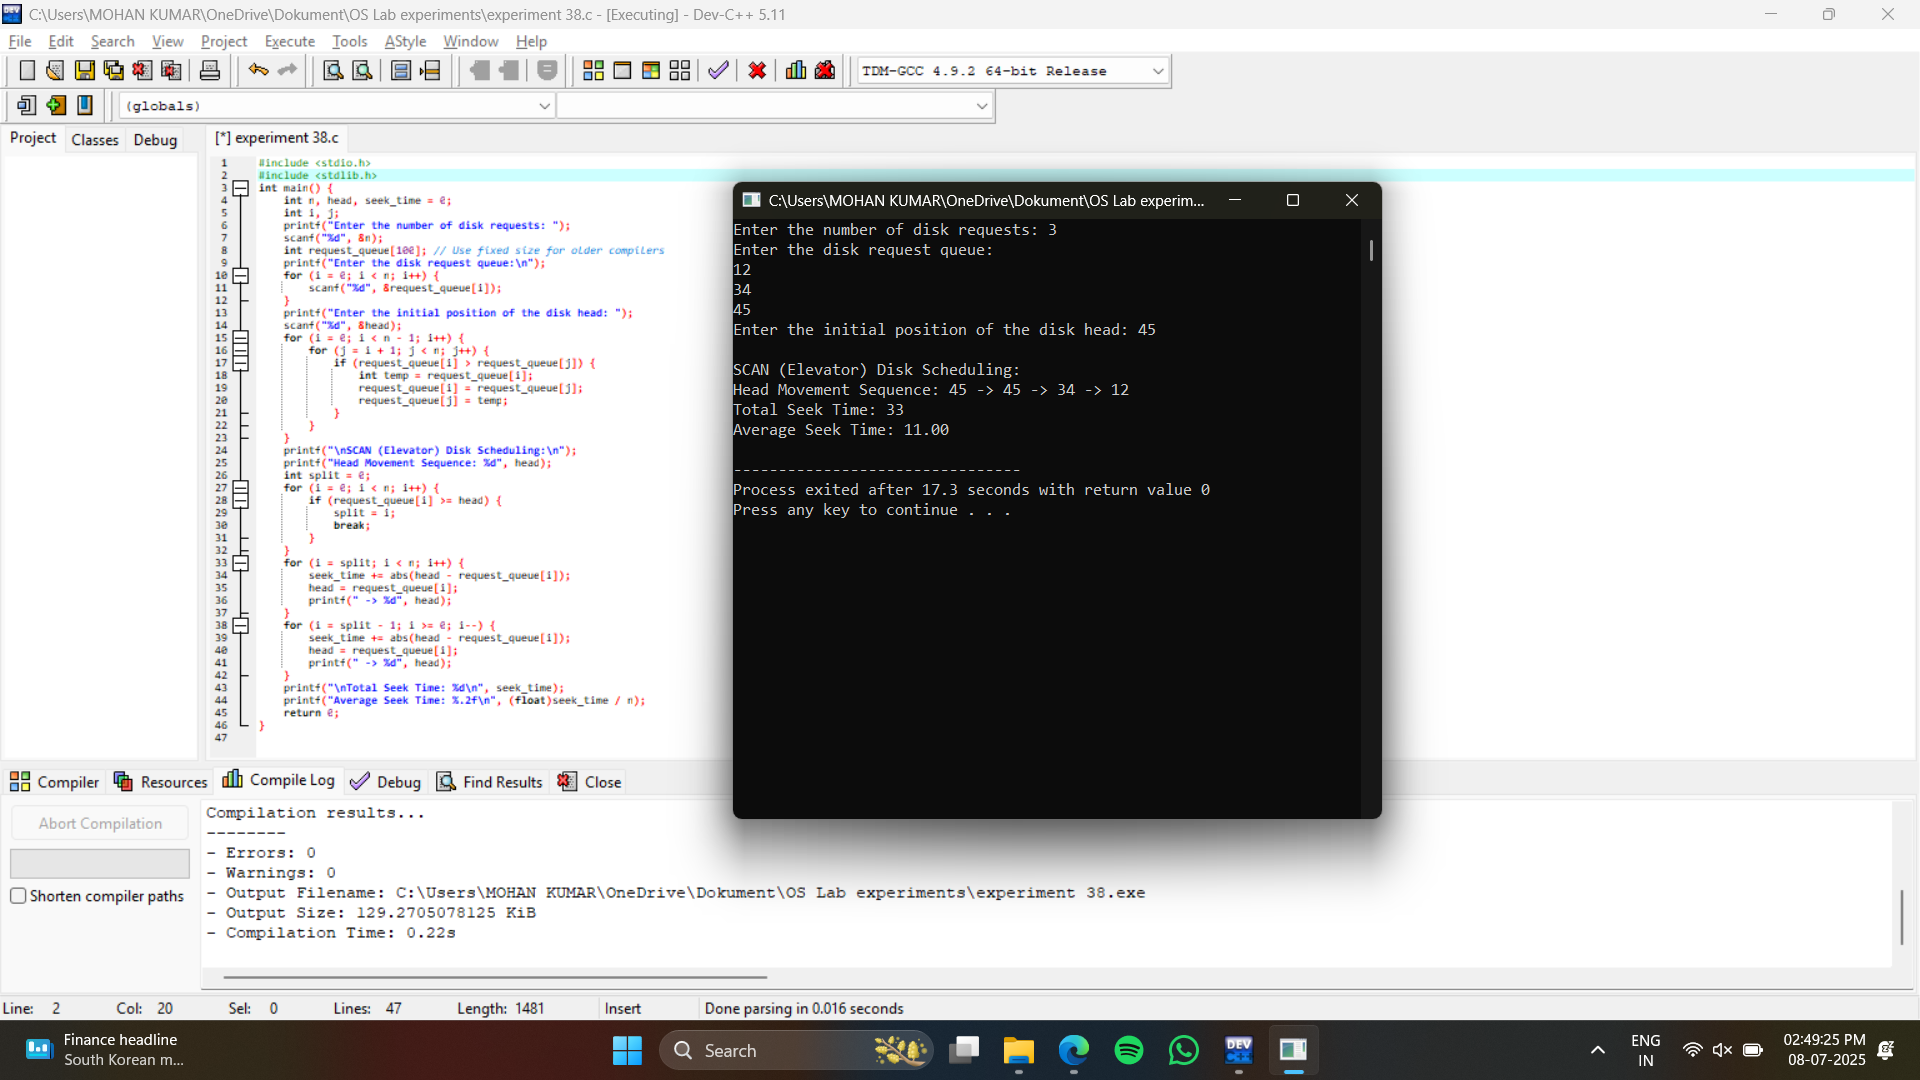 C:\Users\MOHAN KUMAR\OneDrive\Dokument\OS Lab experiments\experiment 38.c - [Executing] - Dev-C++ 5.11
File Edit Search View Project Execute Tools AStyle Window Help
TDM-GCC 4.9.2 64-bit Release
(globals)
Project Classes Debug
[*] experiment 38.c
1 #include <stdio.h>
2 #include <stdlib.h>
3 int main() {
4 int n, head, seek_time = 0;
5 int i, j;
6 printf("Enter the number of disk requests: ");
7 scanf("%d", &n);
8 int request_queue[100]; // Use fixed size for older compilers
9 printf("Enter the disk request queue:\n");
10 for (i = 0; i < n; i++) {
11 scanf("%d", &request_queue[i]);
12 }
13 printf("Enter the initial position of the disk head: ");
14 scanf("%d", &head);
15 for (i = 0; i < n - 1; i++) {
16 for (j = i + 1; j < n; j++) {
17 if (request_queue[i] > request_queue[j]) {
18 int temp = request_queue[i];
19 request_queue[i] = request_queue[j];
20 request_queue[j] = temp;
21 }
22 }
23 }
24 printf("\nSCAN (Elevator) Disk Scheduling:\n");
25 printf("Head Movement Sequence: %d", head);
26 int split = 0;
27 for (i = 0; i < n; i++) {
28 if (request_queue[i] >= head) {
29 split = i;
30 break;
31 }
32 }
33 for (i = split; i < n; i++) {
34 seek_time += abs(head - request_queue[i]);
35 head = request_queue[i];
36 printf(" -> %d", head);
37 }
38 for (i = split - 1; i >= 0; i--) {
39 seek_time += abs(head - request_queue[i]);
40 head = request_queue[i];
41 printf(" -> %d", head);
42 }
43 printf("\nTotal Seek Time: %d\n", seek_time);
44 printf("Average Seek Time: %.2f\n", (float)seek_time / n);
45 return 0;
46 }
47
C:\Users\MOHAN KUMAR\OneDrive\Dokument\OS Lab experim...
Enter the number of disk requests: 3
Enter the disk request queue:
12
34
45
Enter the initial position of the disk head: 45
SCAN (Elevator) Disk Scheduling:
Head Movement Sequence: 45 -> 45 -> 34 -> 12
Total Seek Time: 33
Average Seek Time: 11.00
--------------------------------
Process exited after 17.3 seconds with return value 0
Press any key to continue . . .
Compiler Resources Compile Log Debug Find Results Close
Abort Compilation
Shorten compiler paths
Compilation results...
--------
- Errors: 0
- Warnings: 0
- Output Filename: C:\Users\MOHAN KUMAR\OneDrive\Dokument\OS Lab experiments\experiment 38.exe
- Output Size: 129.2705078125 KiB
- Compilation Time: 0.22s
Line: 2 Col: 20 Sel: 0 Lines: 47 Length: 1481 Insert Done parsing in 0.016 seconds
Finance headline
South Korean m...
Search
DEV
ENG
IN
02:49:25 PM
08-07-2025